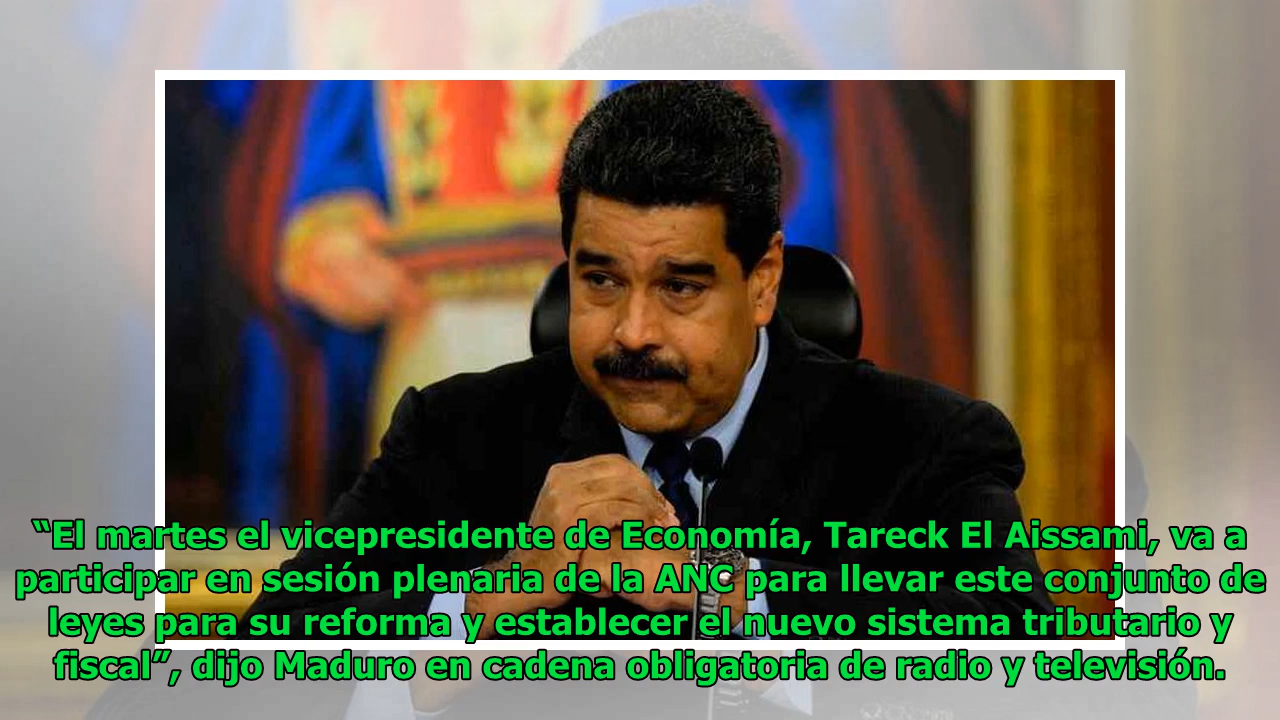 “El martes el vicepresidente de Economía, Tareck El Aissami, va a
participar en sesión plenaria de la ANC para llevar este conjunto de
leyes para su reforma y establecer el nuevo sistema tributario y
fiscal”, dijo Maduro en cadena obligatoria de radio y televisión.